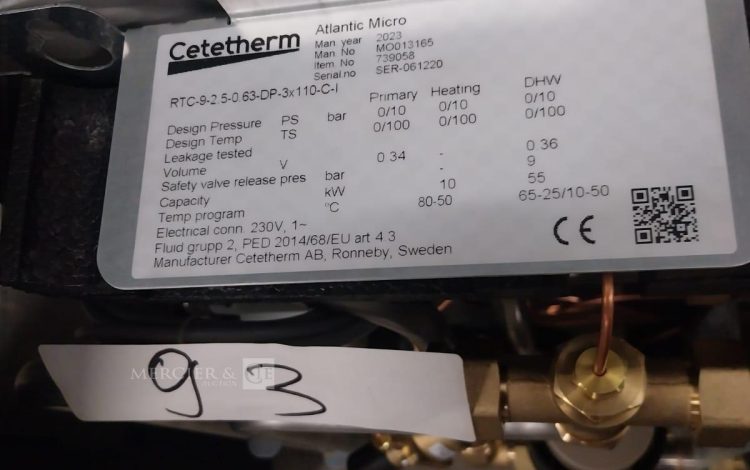 Cetetherm
Atlantic Micro
Man. year 2023
Man. No MO013165
Item. No 739058
Serial.no SER-061220
RTC-9-2.5-0.63-DP-3x110-C-I
Primary Heating DHW
Design Pressure PS bar 0/10 0/10 0/10
Design Temp TS 0/100 0/100 0/100
Leakage tested
Volume V 0.34 - 0.36
Safety valve release pres bar - 9
Capacity kW 10 55
Temp program °C 80-50 65-25/10-50
Electrical conn. 230V, 1~
Fluid grupp 2, PED 2014/68/EU art 4.3
Manufacturer Cetetherm AB, Ronneby, Sweden
CE
93